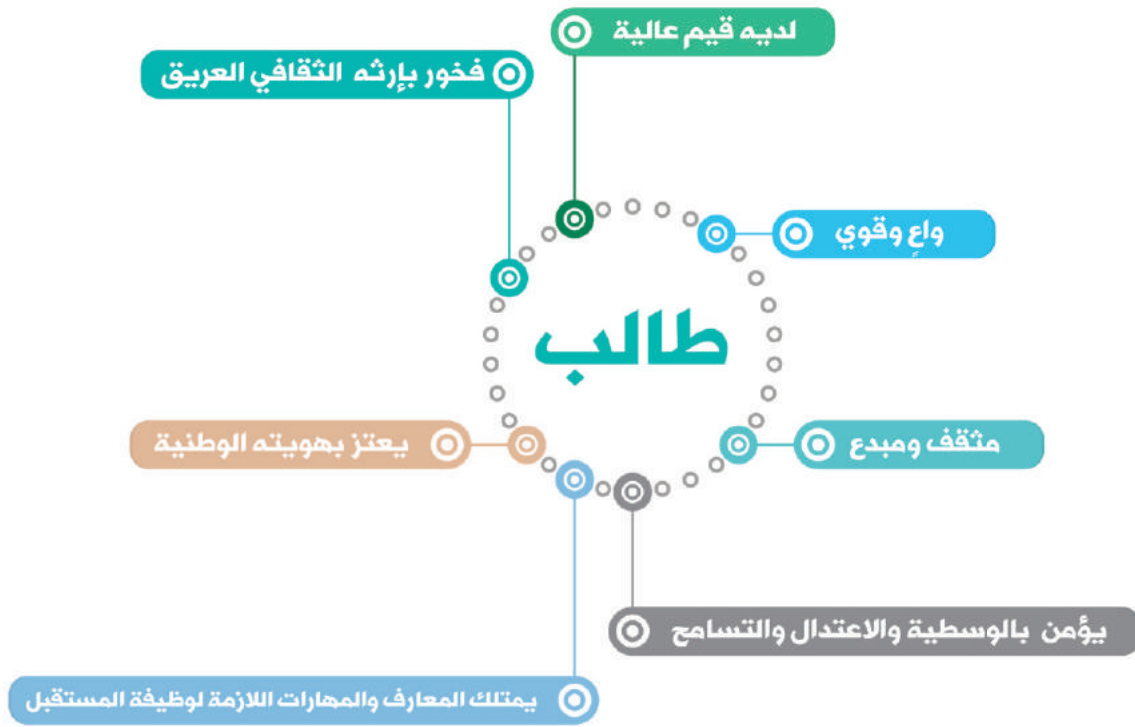 لديه قيم عالية
فخور بإرثه الثقافي العريق
واعٍ وقوي
طالب
مثقف ومبدع
يعتز بهويته الوطنية
يؤمن بالوسطية والاعتدال والتسامح
يمتلك المعارف والمهارات اللازمة لوظيفة المستقبل